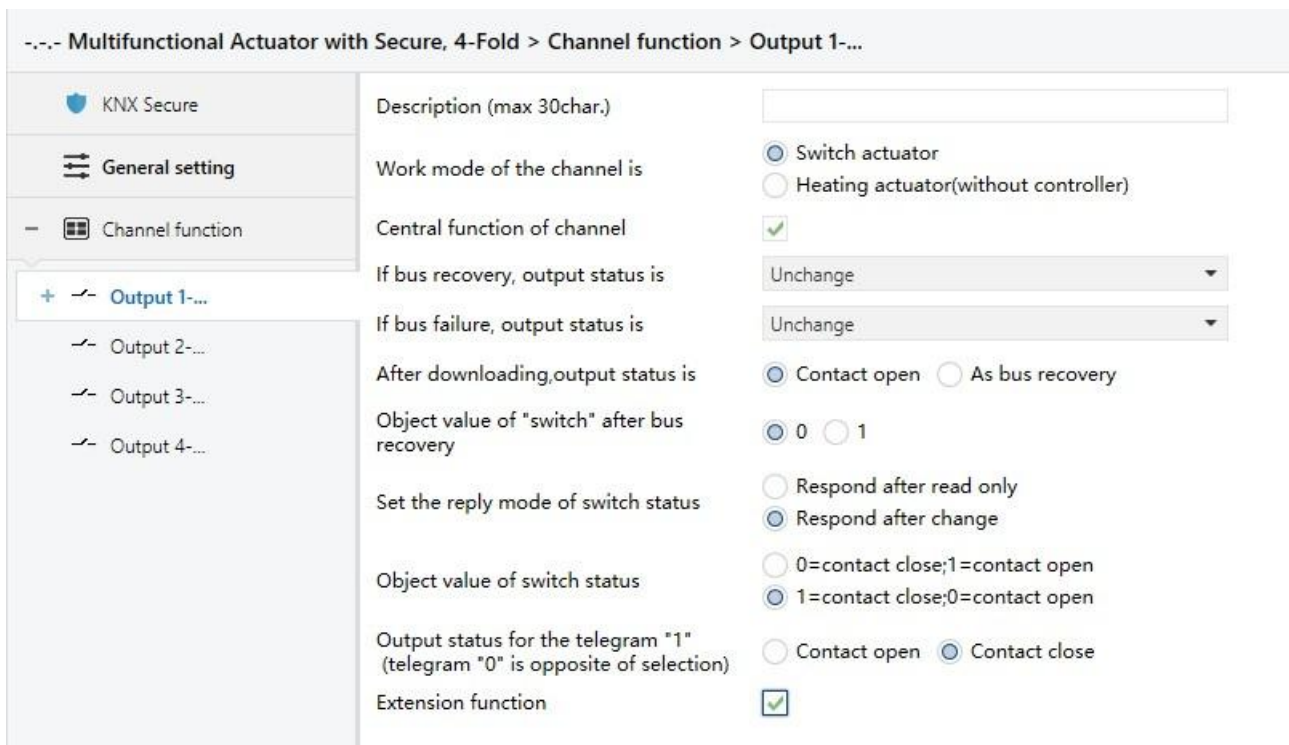 -.-.- Multifunctional Actuator with Secure, 4-Fold > Channel function > Output 1-...
KNX Secure
General setting
Channel function
Output 1-...
Output 2-...
Output 3-...
Output 4-...
Description (max 30char.)
Work mode of the channel is
Switch actuator
Heating actuator(without controller)
Central function of channel
If bus recovery, output status is
Unchange
If bus failure, output status is
Unchange
After downloading,output status is
Contact open
As bus recovery
Object value of "switch" after bus
recovery
0
1
Set the reply mode of switch status
Respond after read only
Respond after change
Object value of switch status
0=contact close;1=contact open
1=contact close;0=contact open
Output status for the telegram "1"
(telegram "0" is opposite of selection)
Contact open
Contact close
Extension function